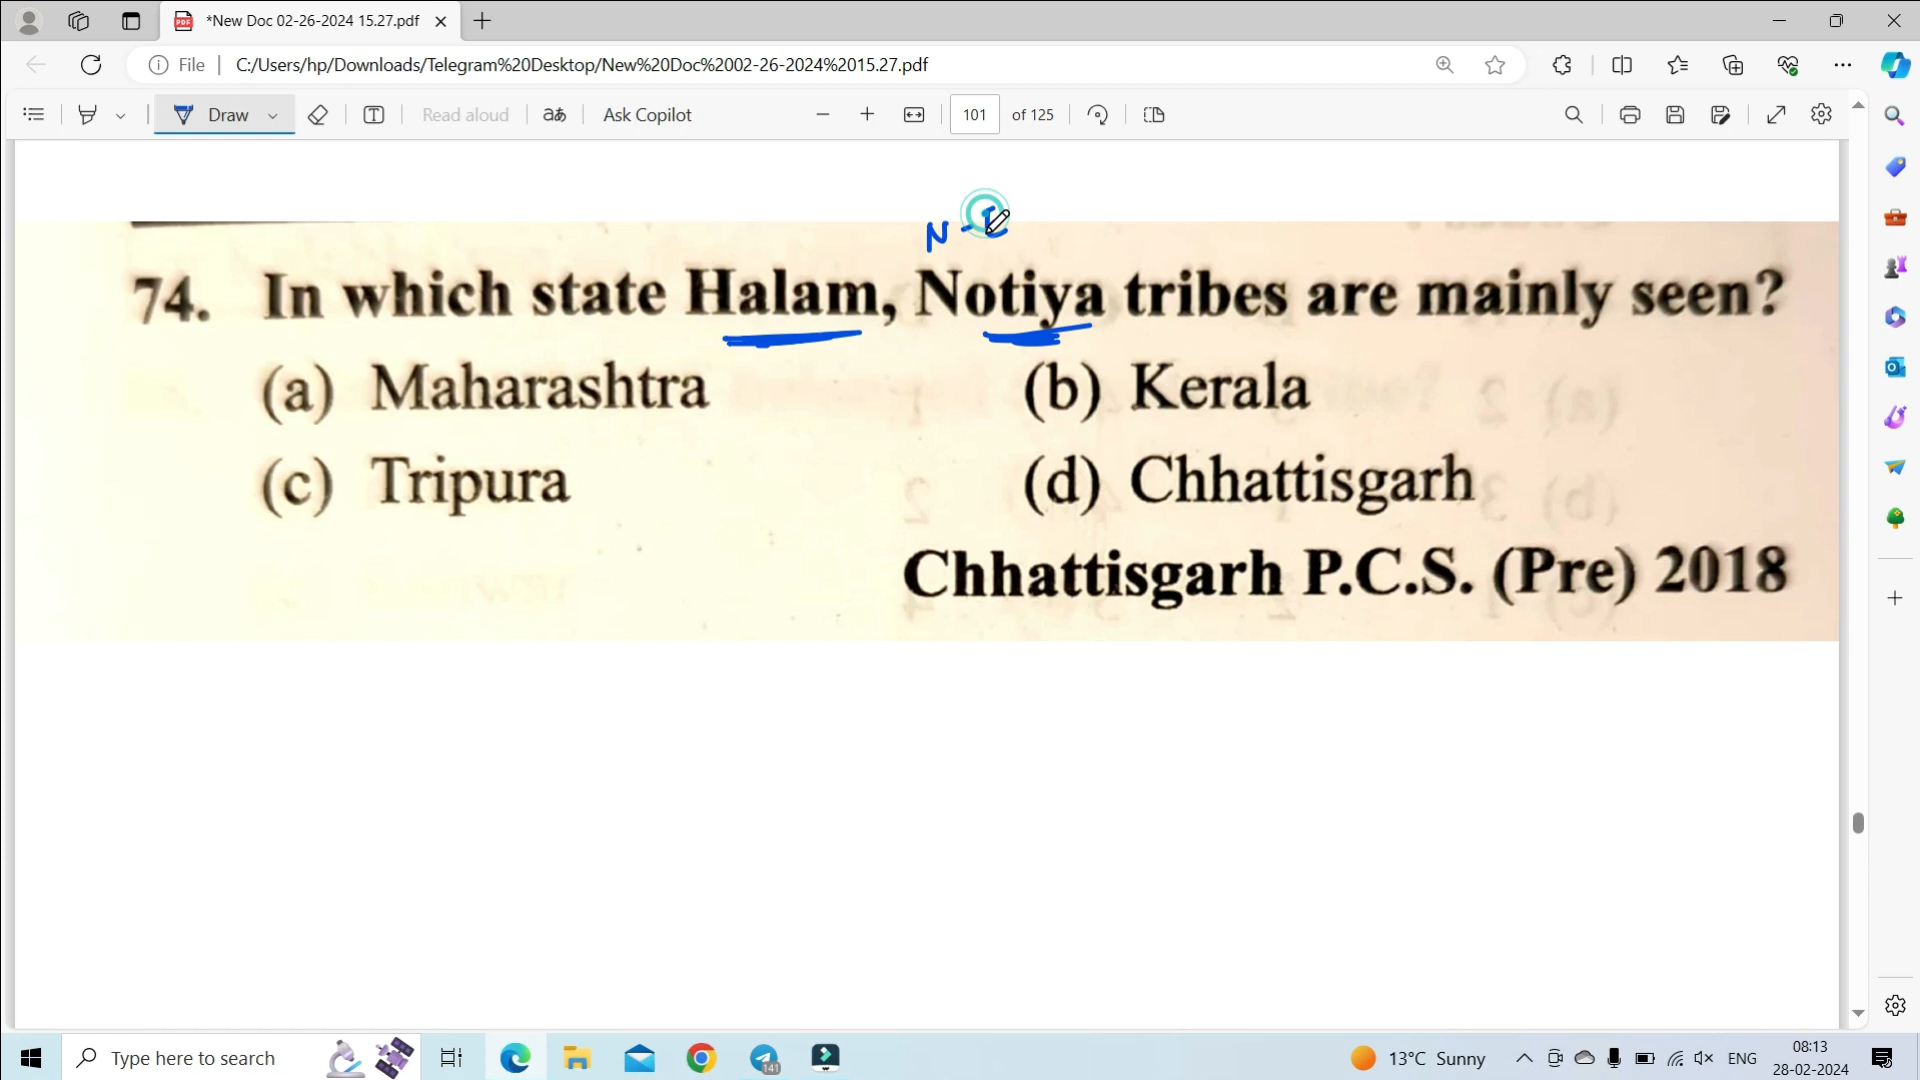 *New Doc 02-26-2024 15.27.pdf
File C:/Users/hp/Downloads/Telegram%20Desktop/New%20Doc%2002-26-2024%2015.27.pdf
Draw Read aloud aあ Ask Copilot 101 of 125
N - E
74. In which state Halam, Notiya tribes are mainly seen?
(a) Maharashtra (b) Kerala
(c) Tripura (d) Chhattisgarh
Chhattisgarh P.C.S. (Pre) 2018
Type here to search 141 13°C Sunny ENG 08:13
28-02-2024